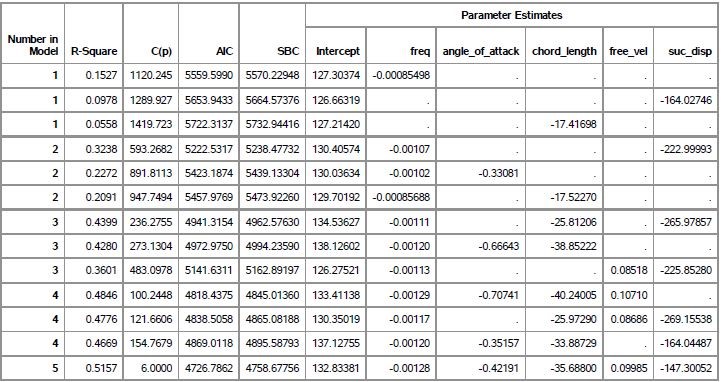 Parameter Estimates
Number in Model R-Square C(p) AIC SBC Intercept freq angle_of_attack chord_length free_vel suc_disp
1 0.1527 1120.245 5559.5990 5570.22948 127.30374 -0.00085498 . . . .
1 0.0978 1289.927 5653.9433 5664.57376 126.66319 . . . . -164.02746
1 0.0558 1419.723 5722.3137 5732.94416 127.21420 . . -17.41698 . .
2 0.3238 593.2682 5222.5317 5238.47732 130.40574 -0.00107 . . . -222.99993
2 0.2272 891.8113 5423.1874 5439.13304 130.03634 -0.00102 -0.33081 . . .
2 0.2091 947.7494 5457.9769 5473.92260 129.70192 -0.00085688 . -17.52270 . .
3 0.4399 236.2755 4941.3154 4962.57630 134.53627 -0.00111 . -25.81206 . -265.97857
3 0.4280 273.1304 4972.9750 4994.23590 138.12602 -0.00120 -0.66643 -38.85222 . .
3 0.3601 483.0978 5141.6311 5162.89197 126.27521 -0.00113 . . 0.08518 -225.85280
4 0.4846 100.2448 4818.4375 4845.01360 133.41138 -0.00129 -0.70741 -40.24005 0.10710 .
4 0.4776 121.6606 4838.5058 4865.08188 130.35019 -0.00117 . -25.97290 0.08686 -269.15538
4 0.4669 154.7679 4869.0118 4895.58793 137.12755 -0.00120 -0.35157 -33.88729 . -164.04487
5 0.5157 6.0000 4726.7862 4758.67756 132.83381 -0.00128 -0.42191 -35.68800 0.09985 -147.30052